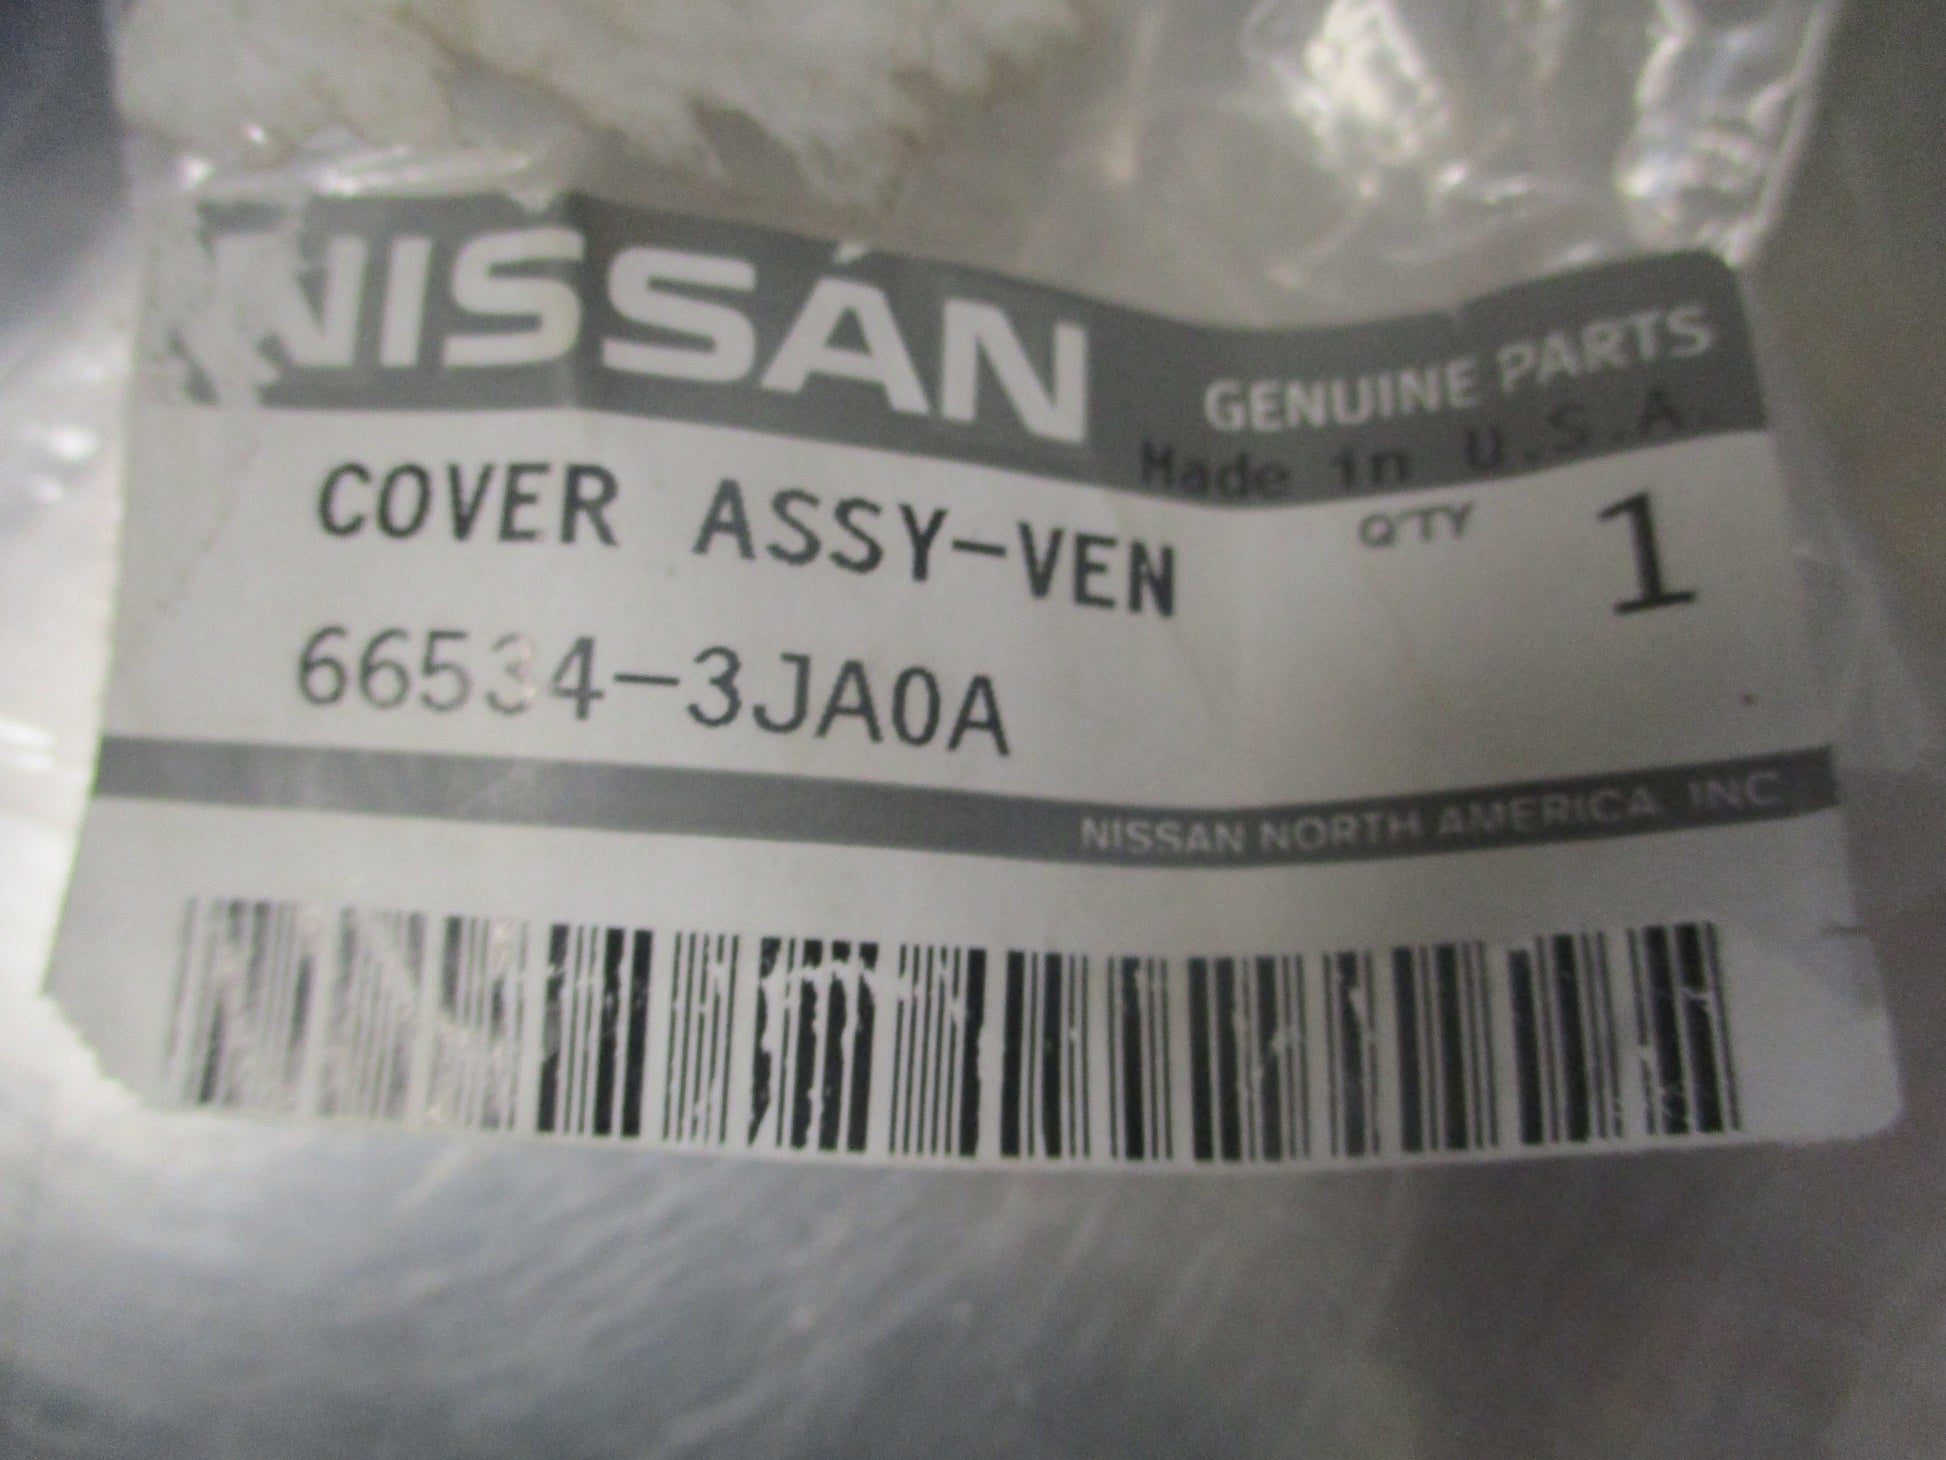 NISSAN GENUINE PARTS
Made in U.S.A.
COVER ASSY-VEN Q'TY 1
66534-3JA0A
NISSAN NORTH AMERICA, INC